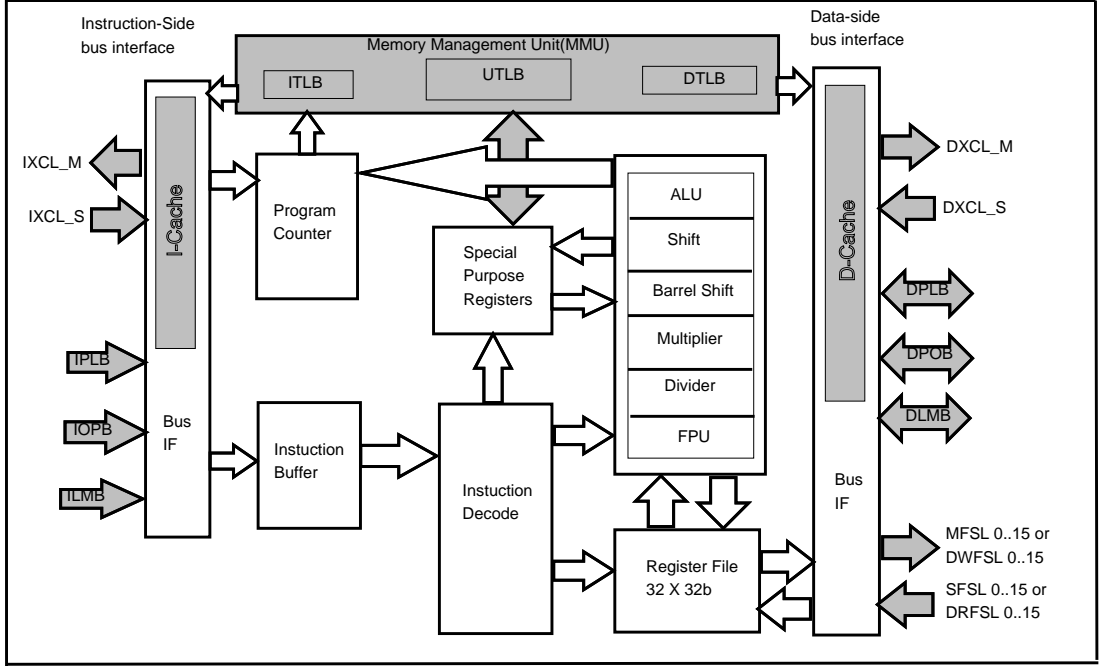 Instruction-Side
bus interface
Data-side
bus interface
Memory Management Unit(MMU)
ITLB
UTLB
DTLB
IXCL_M
IXCL_S
I-Cache
IPLB
IOPB
ILMB
Bus
IF
Program
Counter
Special
Purpose
Registers
Instuction
Buffer
Instuction
Decode
ALU
Shift
Barrel Shift
Multiplier
Divider
FPU
Register File
32 X 32b
D-Cache
Bus
IF
DXCL_M
DXCL_S
DPLB
DPOB
DLMB
MFSL 0..15 or
DWFSL 0..15
SFSL 0..15 or
DRFSL 0..15